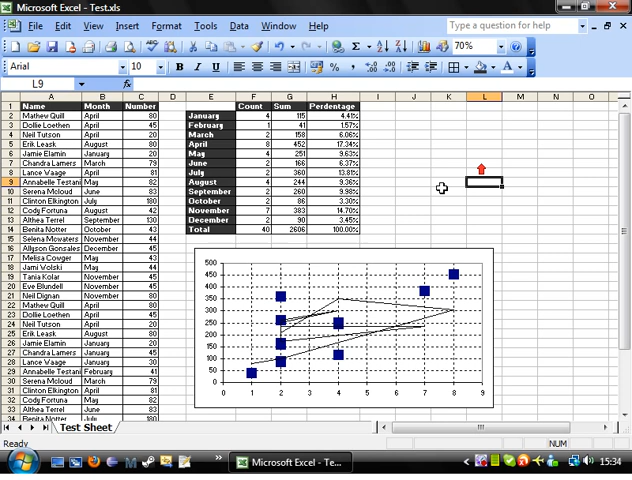 Microsoft Excel - Test.xls
File Edit View Insert Format Tools Data Window Help
Type a question for help
70%
Arial 10 B I U
L9 fx
A B C D E F G H I J K L M N O P
1 Name Month Number Count Sum Perdentage
2 Mathew Quill April 80 January 4 115 4.41%
3 Dollie Loethen April 45 February 1 41 1.57%
4 Neil Tutson April 20 March 2 158 6.06%
5 Erik Leask August 80 April 8 452 17.34%
6 Jamie Elamin January 20 May 4 251 9.63%
7 Chandra Lamers March 79 June 2 166 6.37%
8 Lance Waage April 81 July 2 360 13.81%
9 Annabelle Testani May 82 August 4 244 9.36%
10 Serena Mcloud June 83 September 2 260 9.98%
11 Clinton Elkington July 180 October 2 86 3.30%
12 Cody Fortuna August 42 November 7 383 14.70%
13 Althea Terrel September 130 December 2 90 3.45%
14 Benita Notter October 43 Total 40 2606 100.00%
15 Selena Mcwaters November 44
16 Allyson Gonsales December 45
17 Melisa Cowger May 43
18 Jami Volski May 44
19 Tania Kolar November 45
20 Eve Blundell November 45
21 Neil Dignan November 80
22 Mathew Quill May 80
23 Dollie Loethen April 45
24 Neil Tutson April 20
25 Erik Leask August 80
26 Jamie Elamin January 20
27 Chandra Lamers January 45
28 Lance Waage January 30
29 Annabelle Testani February 41
30 Serena Mcloud March 79
31 Clinton Elkington April 81
32 Cody Fortuna May 82
33 Althea Terrel June 83
34 Benita Notter July 180
500
450
400
350
300
250
200
150
100
50
0
0 1 2 3 4 5 6 7 8 9
Test Sheet
Ready NUM
Microsoft Excel - Te... 15:34